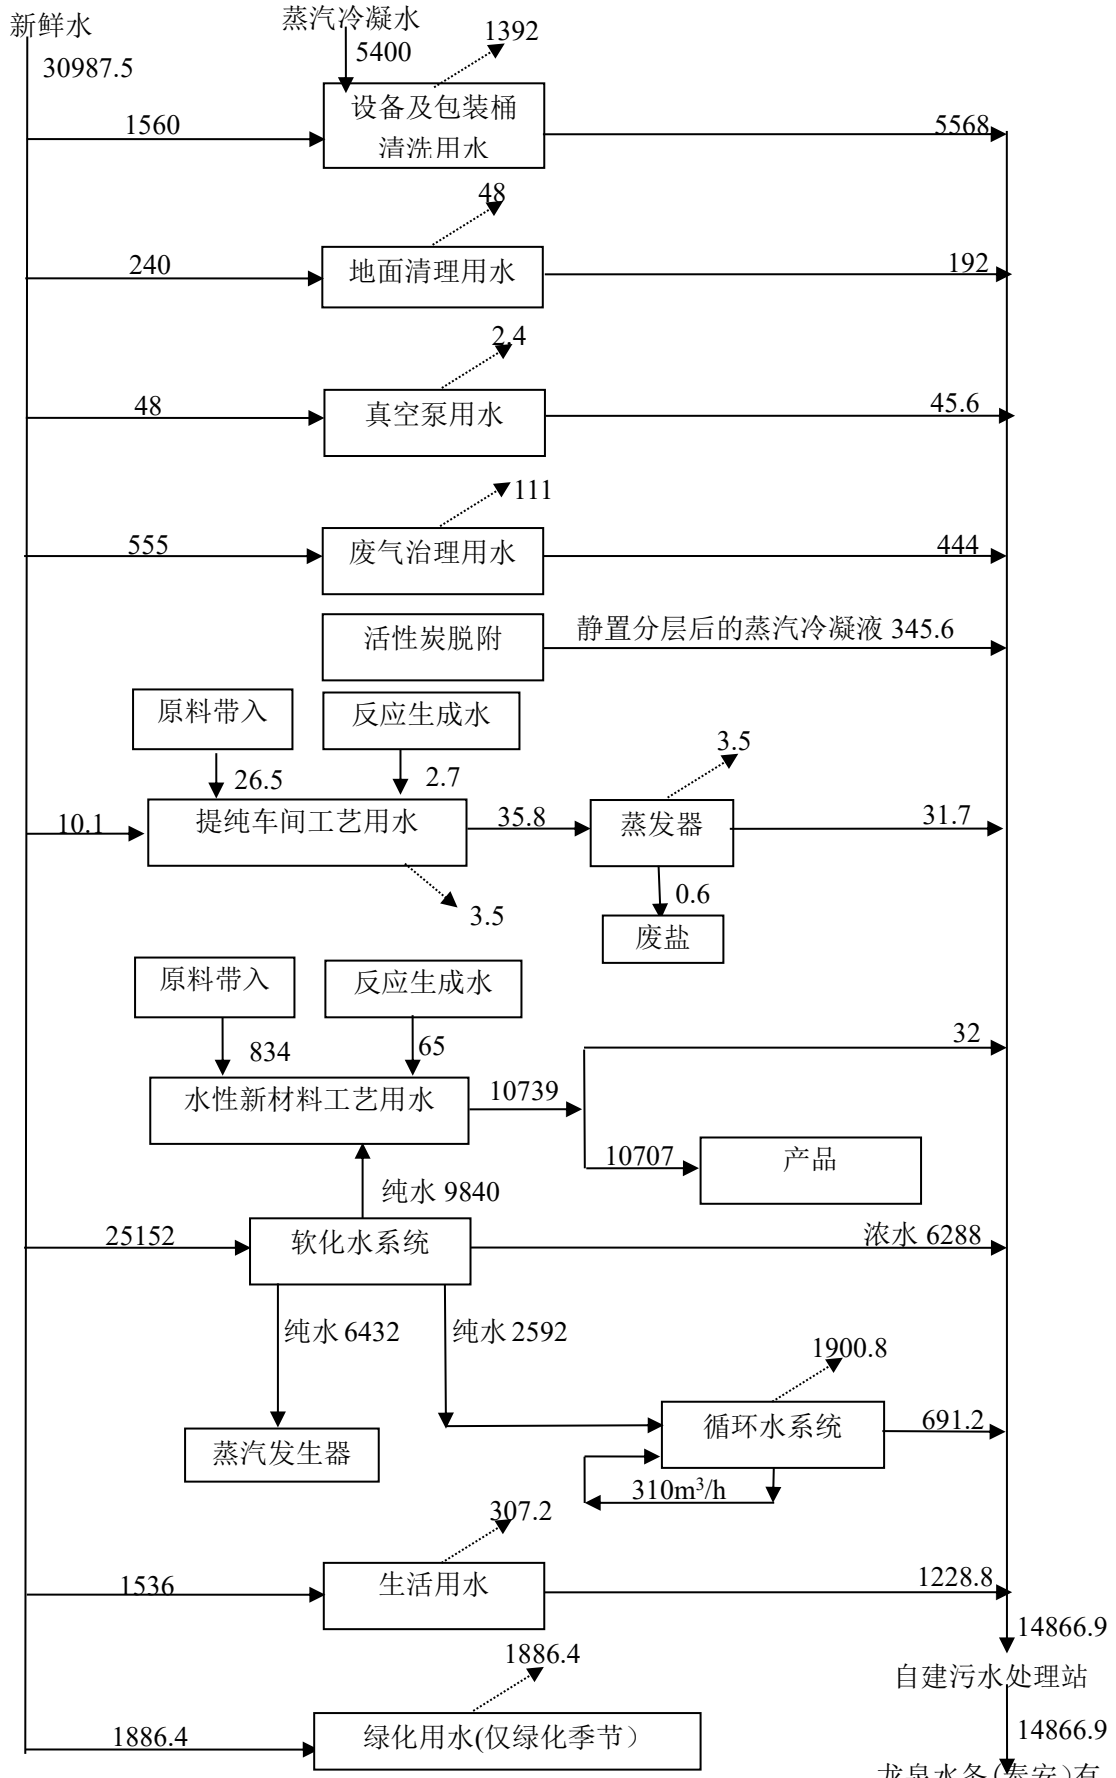 新鲜水
蒸汽冷凝水
1392
30987.5
5400
设备及包装桶
清洗用水
1560
5568
48
240
地面清理用水
192
2.4
48
真空泵用水
45.6
111
555
废气治理用水
444
活性炭脱附
静置分层后的蒸汽冷凝液 345.6
原料带入
反应生成水
3.5
26.5
2.7
10.1
提纯车间工艺用水
35.8
蒸发器
31.7
0.6
3.5
废盐
原料带入
反应生成水
32
834
65
水性新材料工艺用水
10739
10707
产品
纯水 9840
25152
软化水系统
浓水 6288
纯水 6432
纯水 2592
1900.8
循环水系统
691.2
蒸汽发生器
310m³/h
307.2
1536
生活用水
1228.8
14866.9
1886.4
自建污水处理站
1886.4
绿化用水(仅绿化季节）
14866.9
龙泉水务(泰安)有